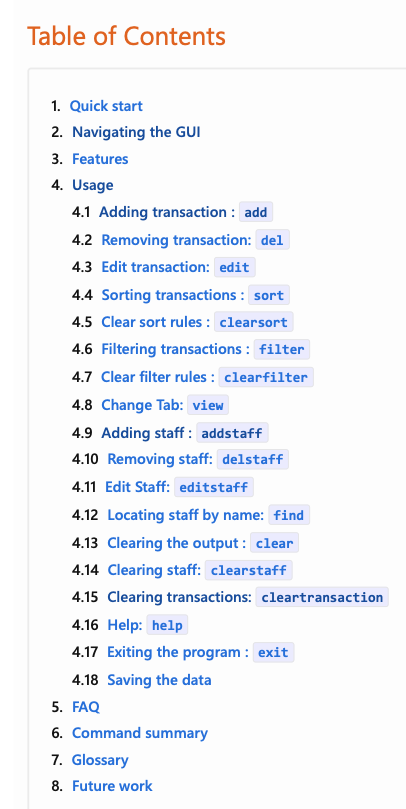 Table of Contents
1. Quick start
2. Navigating the GUI
3. Features
4. Usage
4.1 Adding transaction : add
4.2 Removing transaction: del
4.3 Edit transaction: edit
4.4 Sorting transactions : sort
4.5 Clear sort rules : clearsort
4.6 Filtering transactions : filter
4.7 Clear filter rules : clearfilter
4.8 Change Tab: view
4.9 Adding staff : addstaff
4.10 Removing staff: delstaff
4.11 Edit Staff: editstaff
4.12 Locating staff by name: find
4.13 Clearing the output : clear
4.14 Clearing staff: clearstaff
4.15 Clearing transactions: cleartransaction
4.16 Help: help
4.17 Exiting the program : exit
4.18 Saving the data
5. FAQ
6. Command summary
7. Glossary
8. Future work